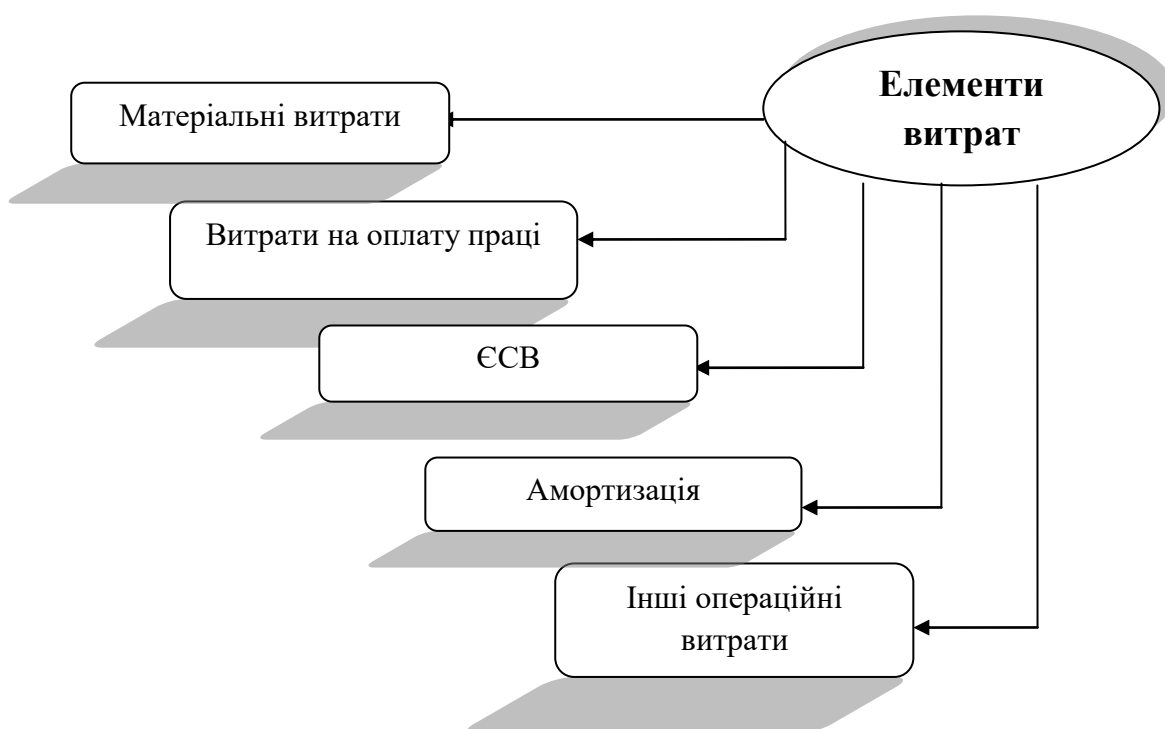 Елементи
витрат
Матеріальні витрати
Витрати на оплату праці
ЄСВ
Амортизація
Інші операційні
витрати